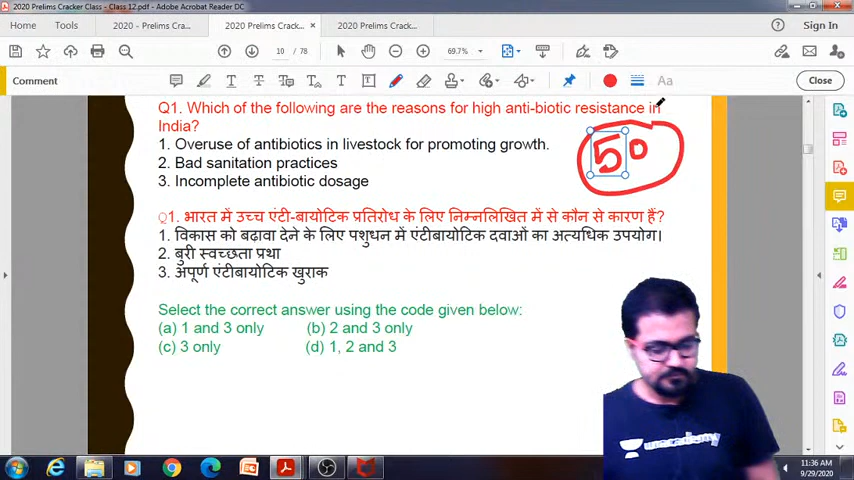 2020 Prelims Cracker Class - Class 12.pdf - Adobe Acrobat Reader DC
2020 - Prelims Cra...
2020 Prelims Crack...
2020 Prelims Crack...
Home
Tools
Sign In
10 / 78
69.7%
Comment
Aa
Close
Q1. Which of the following are the reasons for high anti-biotic resistance in
India?
1. Overuse of antibiotics in livestock for promoting growth.
50
2. Bad sanitation practices
3. Incomplete antibiotic dosage
Q1. भारत में उच्च एंटी-बायोटिक प्रतिरोध के लिए निम्नलिखित में से कौन से कारण हैं?
1. विकास को बढ़ावा देने के लिए पशुधन में एंटीबायोटिक दवाओं का अत्यधिक उपयोग।
2. बुरी स्वच्छता प्रथा
3. अपूर्ण एंटीबायोटिक खुराक
Select the correct answer using the code given below:
(a) 1 and 3 only (b) 2 and 3 only
(c) 3 only (d) 1, 2 and 3
unacademy
11:36 AM
9/29/2020